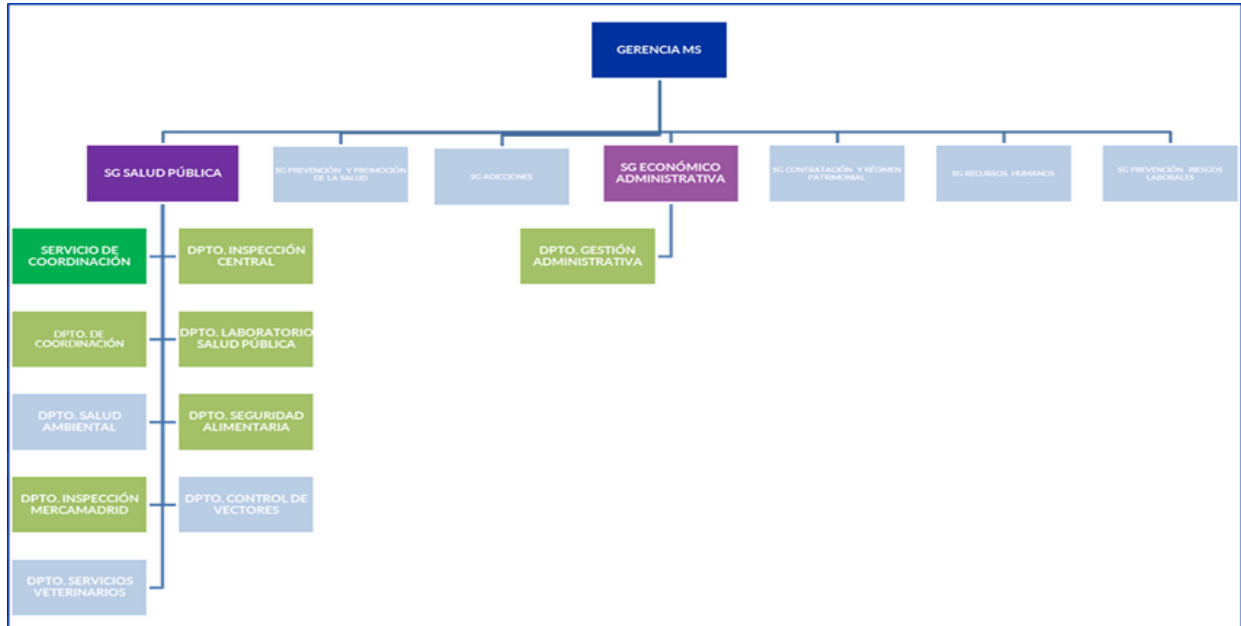 GERENCIA MS
SG SALUD PÚBLICA
SG PREVENCIÓN Y PROMOCIÓN
DE LA SALUD
SG ADICCIONES
SG ECONÓMICO
ADMINISTRATIVA
SG CONTRATACIÓN Y RÉGIMEN
PATRIMONIAL
SG RECURSOS HUMANOS
SG PREVENCIÓN RIESGOS
LABORALES
SERVICIO DE
COORDINACIÓN
DPTO. INSPECCIÓN
CENTRAL
DPTO. GESTIÓN
ADMINISTRATIVA
DPTO. DE
COORDINACIÓN
DPTO. LABORATORIO
SALUD PÚBLICA
DPTO. SALUD
AMBIENTAL
DPTO. SEGURIDAD
ALIMENTARIA
DPTO. INSPECCIÓN
MERCAMADRID
DPTO. CONTROL DE
VECTORES
DPTO. SERVICIOS
VETERINARIOS